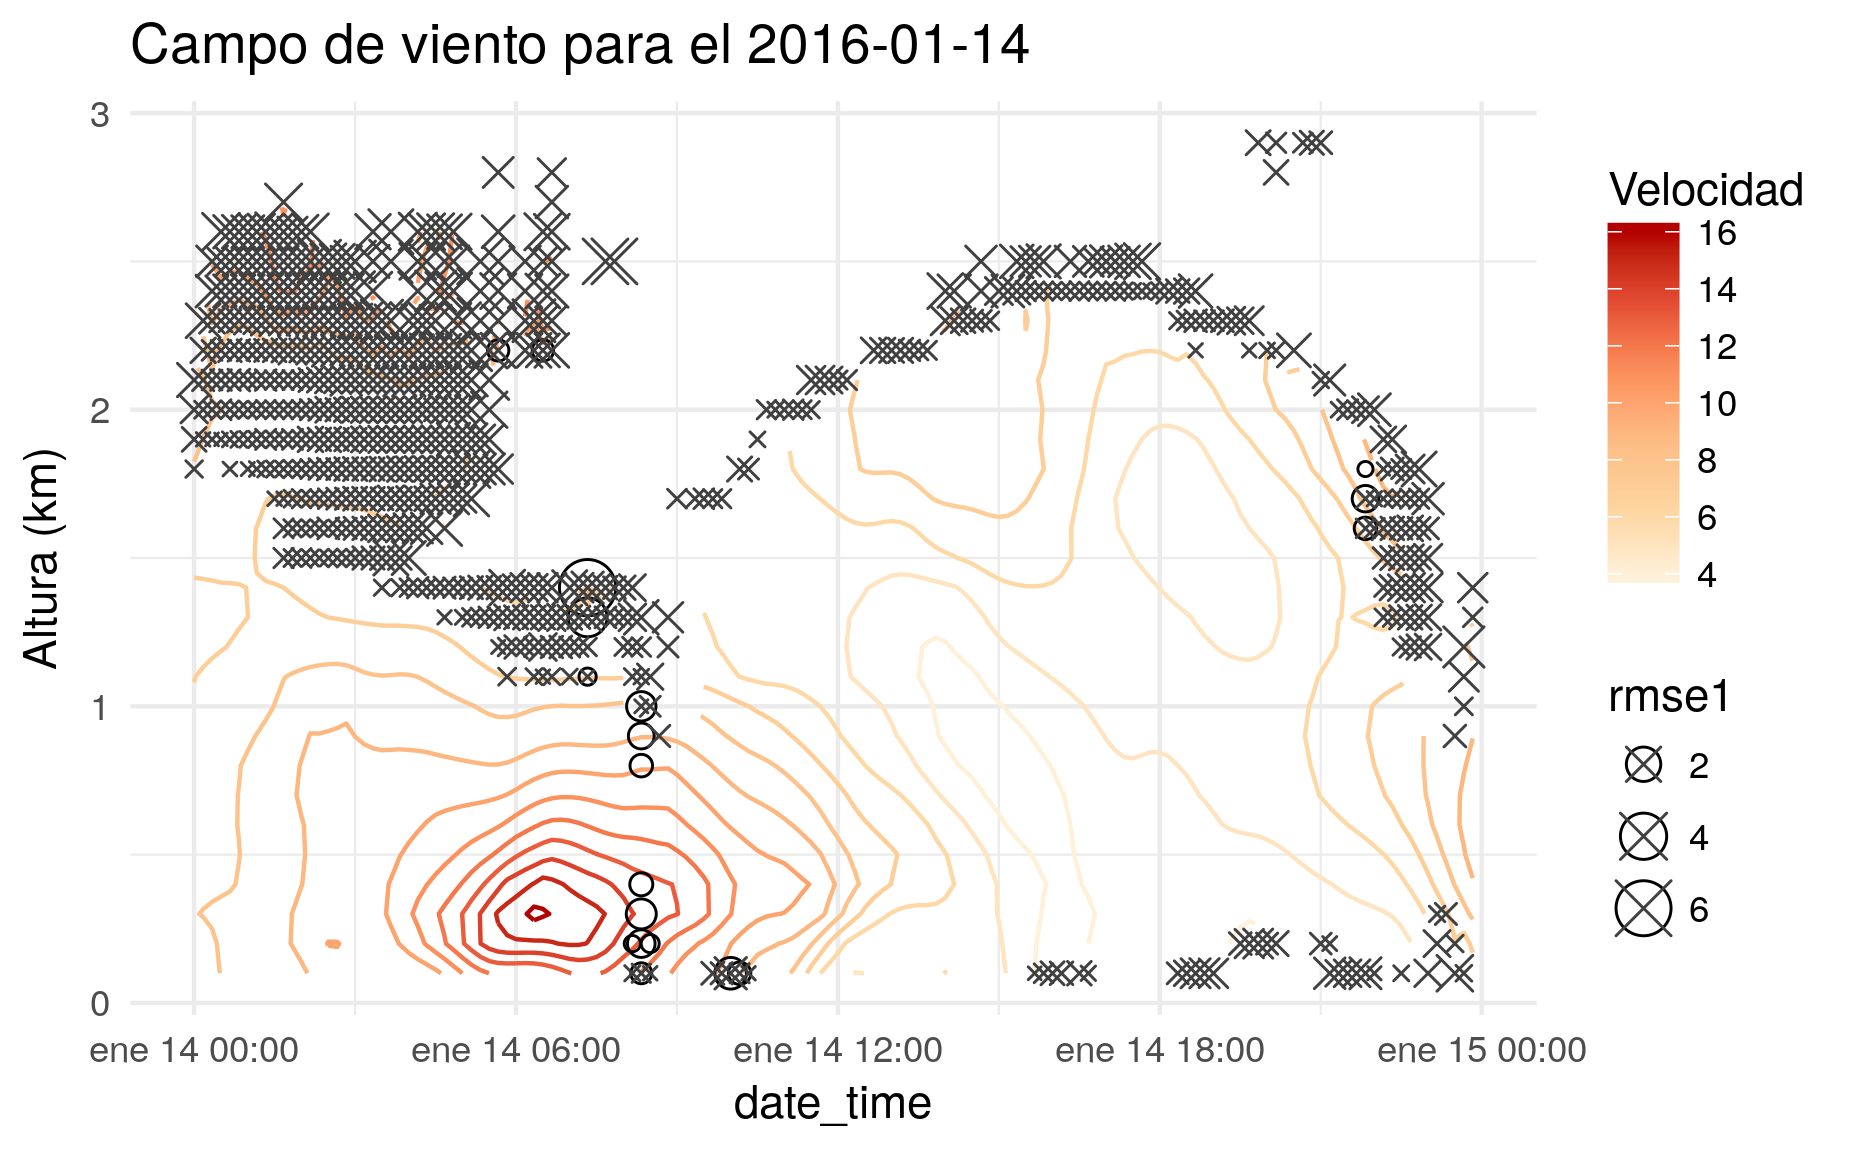 Campo de viento para el 2016-01-14
3
2
1
0
Altura (km)
ene 14 00:00 ene 14 06:00 ene 14 12:00 ene 14 18:00 ene 15 00:00
date_time
Velocidad
16
14
12
10
8
6
4
rmse1
2
4
6